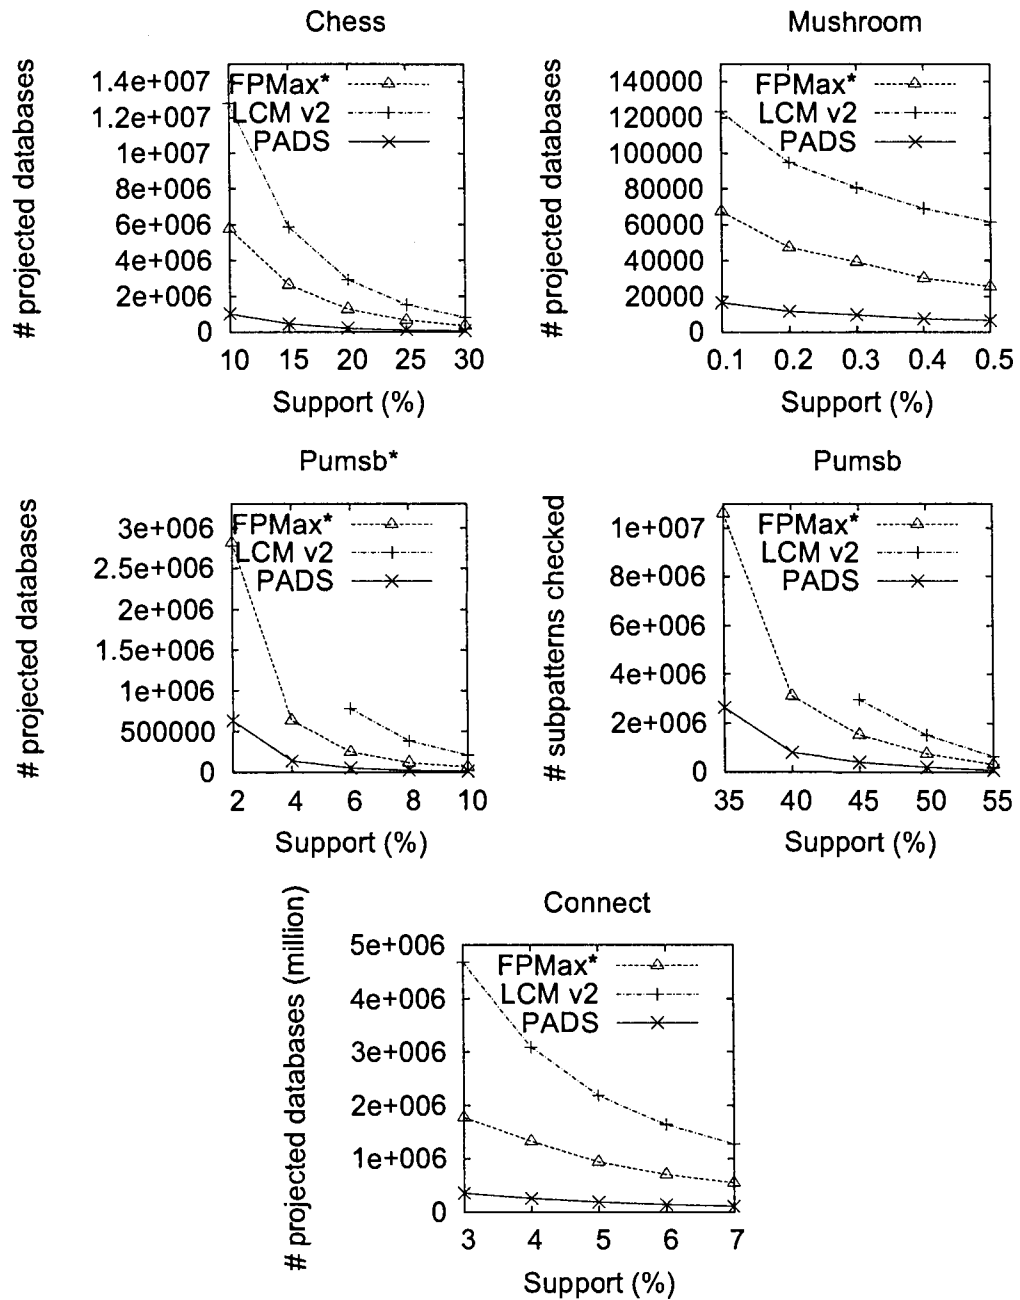 Chess
# projected databases
1.4e+007
1.2e+007
1e+007
8e+006
6e+006
4e+006
2e+006
0
FPMax*
LCM v2
PADS
10 15 20 25 30
Support (%)
Mushroom
# projected databases
140000
120000
100000
80000
60000
40000
20000
0
FPMax*
LCM v2
PADS
0.1 0.2 0.3 0.4 0.5
Support (%)
Pumsb*
# projected databases
3e+006
2.5e+006
2e+006
1.5e+006
1e+006
500000
0
FPMax*
LCM v2
PADS
2 4 6 8 10
Support (%)
Pumsb
# subpatterns checked
1e+007
8e+006
6e+006
4e+006
2e+006
0
FPMax*
LCM v2
PADS
35 40 45 50 55
Support (%)
Connect
# projected databases (million)
5e+006
4e+006
3e+006
2e+006
1e+006
0
FPMax*
LCM v2
PADS
3 4 5 6 7
Support (%)